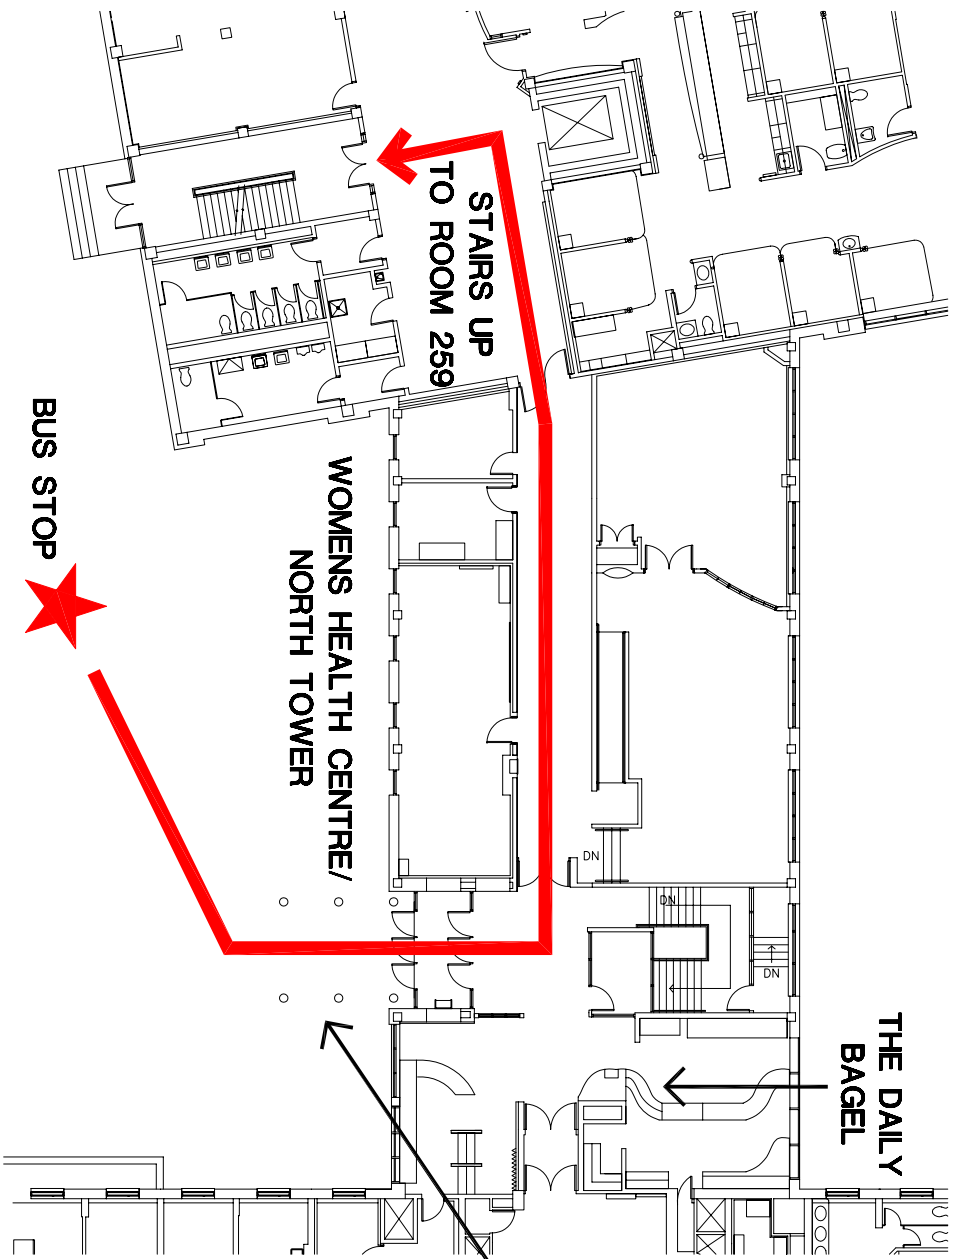 STAIRS UP
TO ROOM 259
BUS STOP
WOMENS HEALTH CENTRE/
NORTH TOWER
DN
DN
DN
THE DAILY
BAGEL